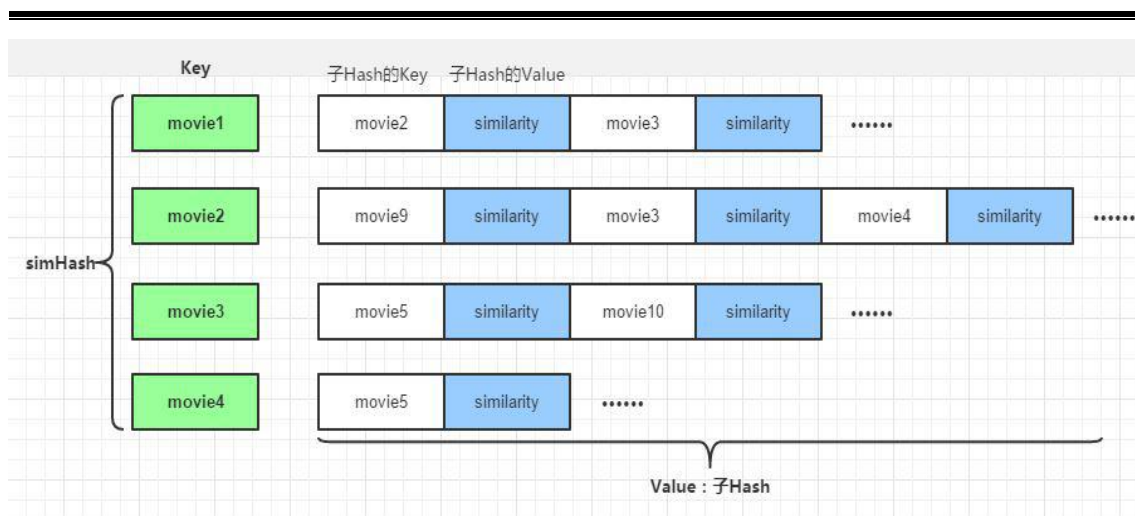 Key 子Hash的Key 子Hash的Value
movie1 movie2 similarity movie3 similarity ••••••
movie2 movie9 similarity movie3 similarity movie4 similarity ••••••
simHash
movie3 movie5 similarity movie10 similarity ••••••
movie4 movie5 similarity ••••••
Value：子Hash